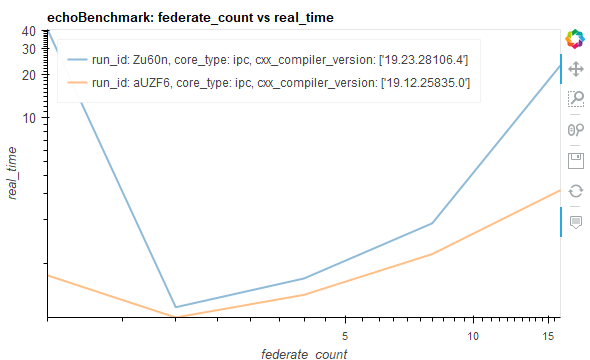 echoBenchmark: federate_count vs real_time
40
30
20
10
real_time
run_id: Zu60n, core_type: ipc, cxx_compiler_version: ['19.23.28106.4']
run_id: aUZF6, core_type: ipc, cxx_compiler_version: ['19.12.25835.0']
5
10
15
federate_count